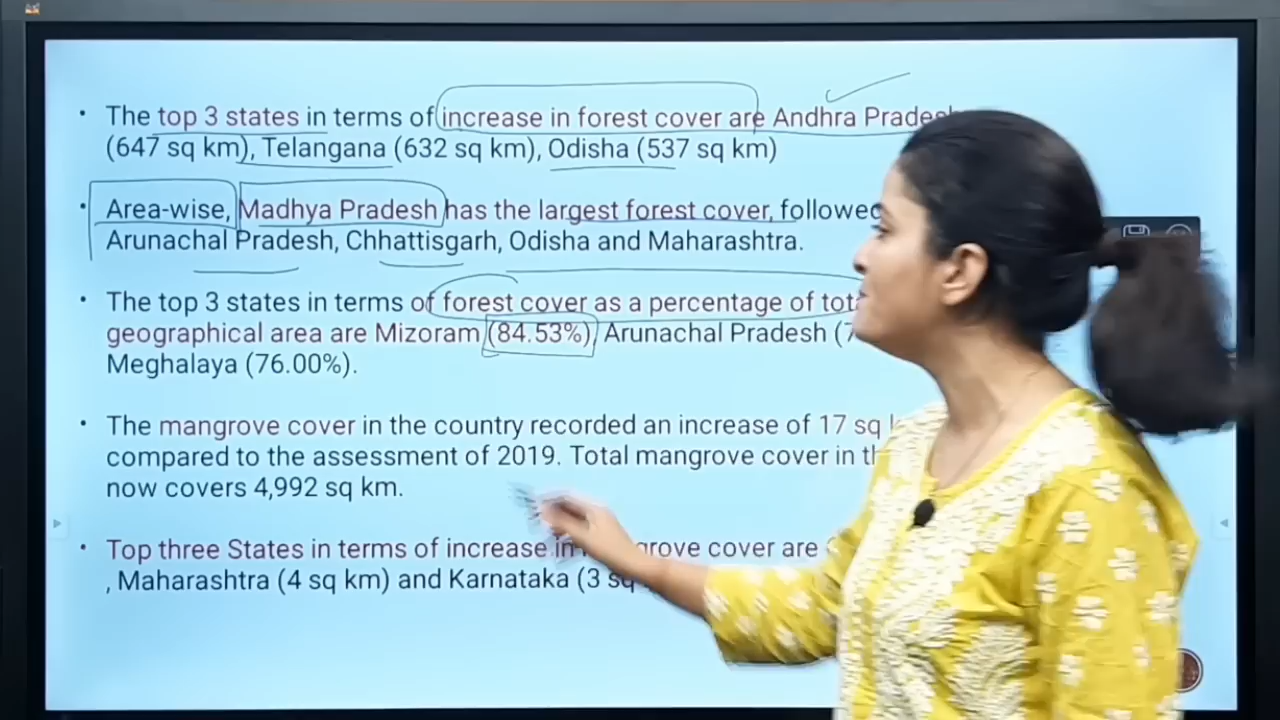 • The top 3 states in terms of increase in forest cover are Andhra Pradesh
(647 sq km), Telangana (632 sq km), Odisha (537 sq km)
• Area-wise, Madhya Pradesh has the largest forest cover, followed
Arunachal Pradesh, Chhattisgarh, Odisha and Maharashtra.
• The top 3 states in terms of forest cover as a percentage of
geographical area are Mizoram (84.53%), Arunachal Pradesh (7
Meghalaya (76.00%).
• The mangrove cover in the country recorded an increase of 17 sq
compared to the assessment of 2019. Total mangrove cover in
now covers 4,992 sq km.
• Top three States in terms of increase in cover are
, Maharashtra (4 sq km) and Karnataka (3 sq